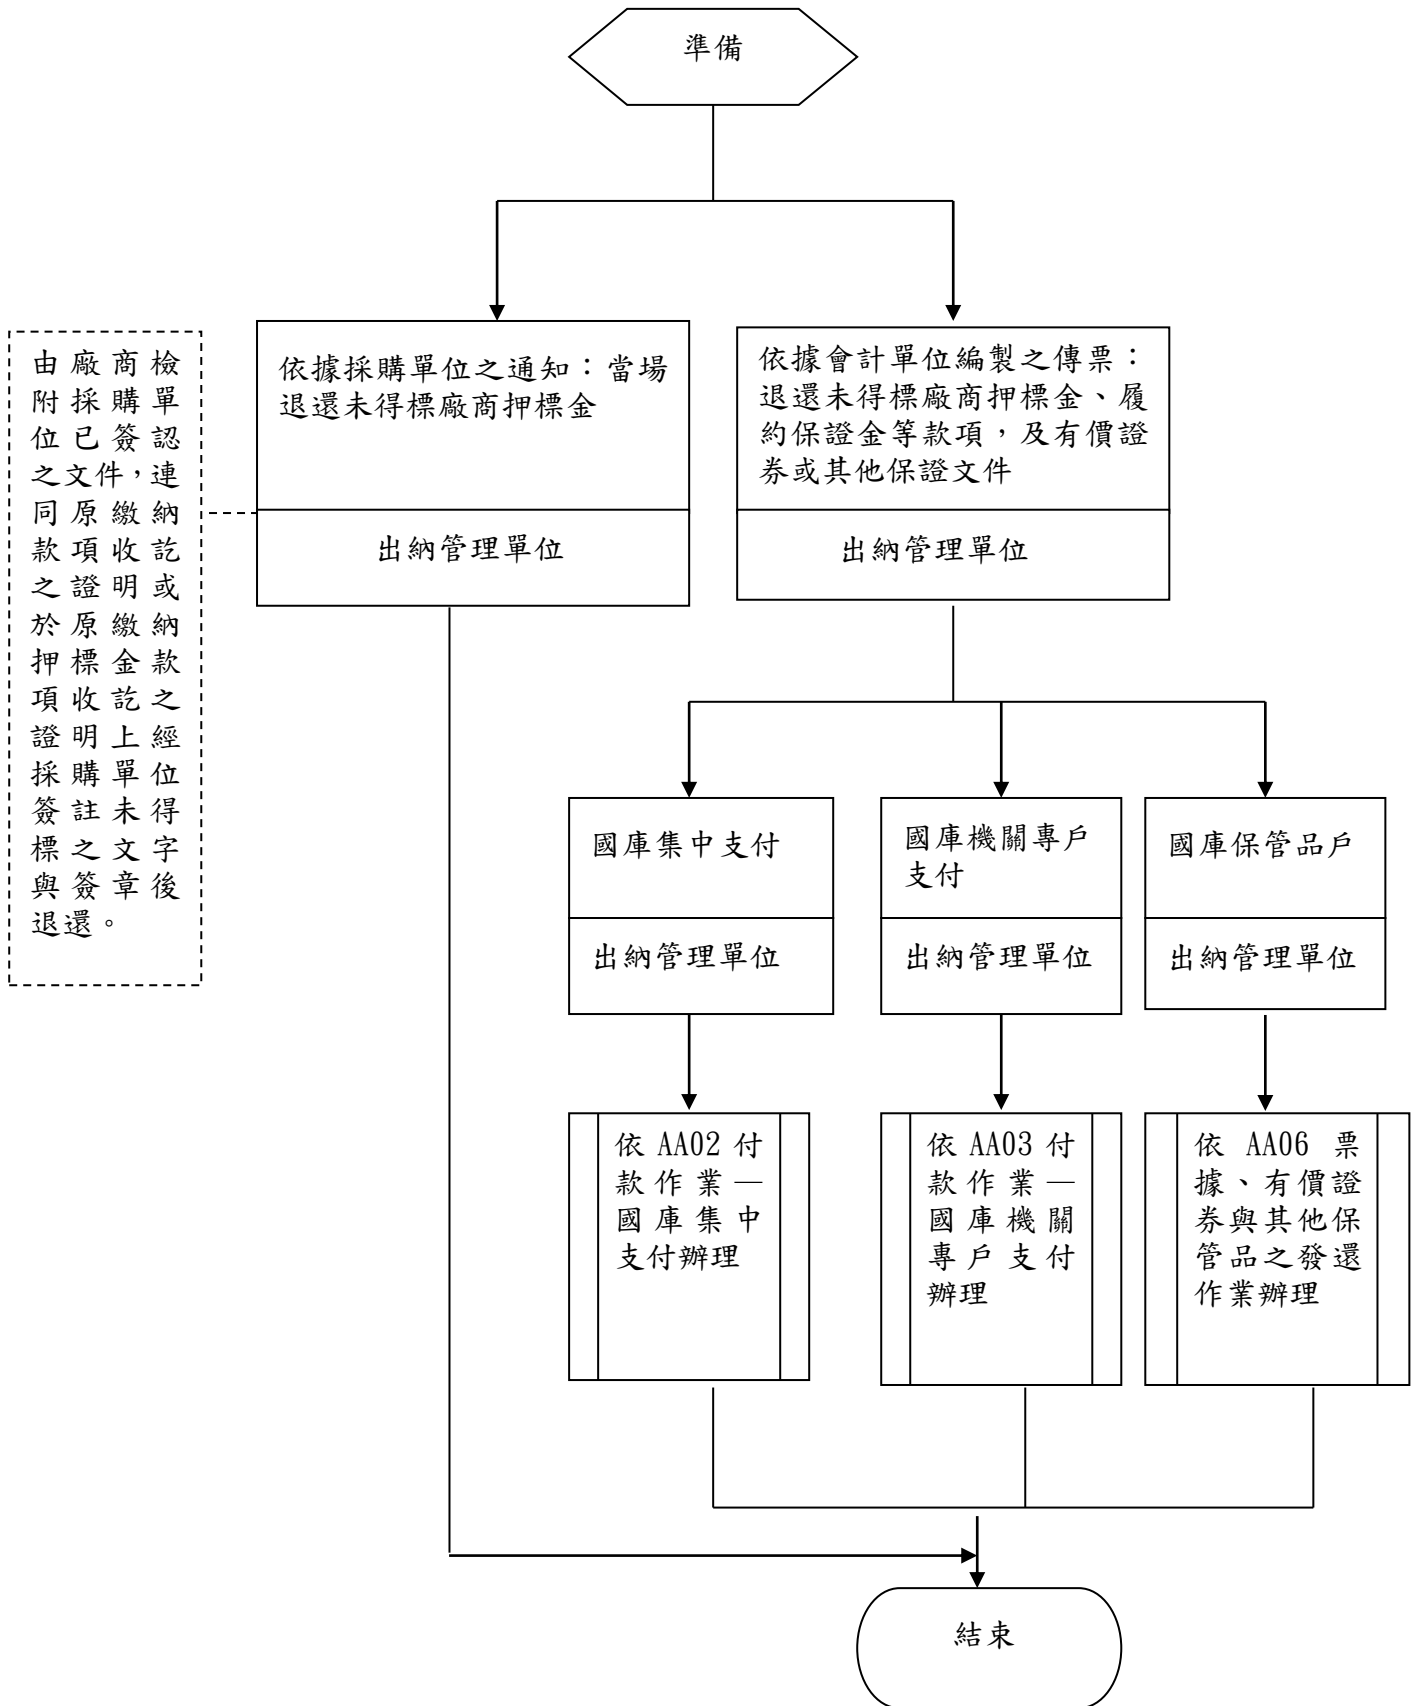 準備
由廠商檢
附採購單
位已簽認
之文件，連
同原繳納
款項收訖
之證明或
於原繳納
押標金款
項收訖之
證明上經
採購單位
簽註未得
標之文字
與簽章後
退還。
依據採購單位之通知：當場
退還未得標廠商押標金
出納管理單位
依據會計單位編製之傳票：
退還未得標廠商押標金、履
約保證金等款項，及有價證
券或其他保證文件
出納管理單位
國庫集中支付
出納管理單位
國庫機關專戶
支付
出納管理單位
國庫保管品戶
出納管理單位
依 AA02 付
款作業—
國庫集中
支付辦理
依 AA03 付
款作業—
國庫機關
專戶支付
辦理
依 AA06 票
據、有價證
券與其他保
管品之發還
作業辦理
結束